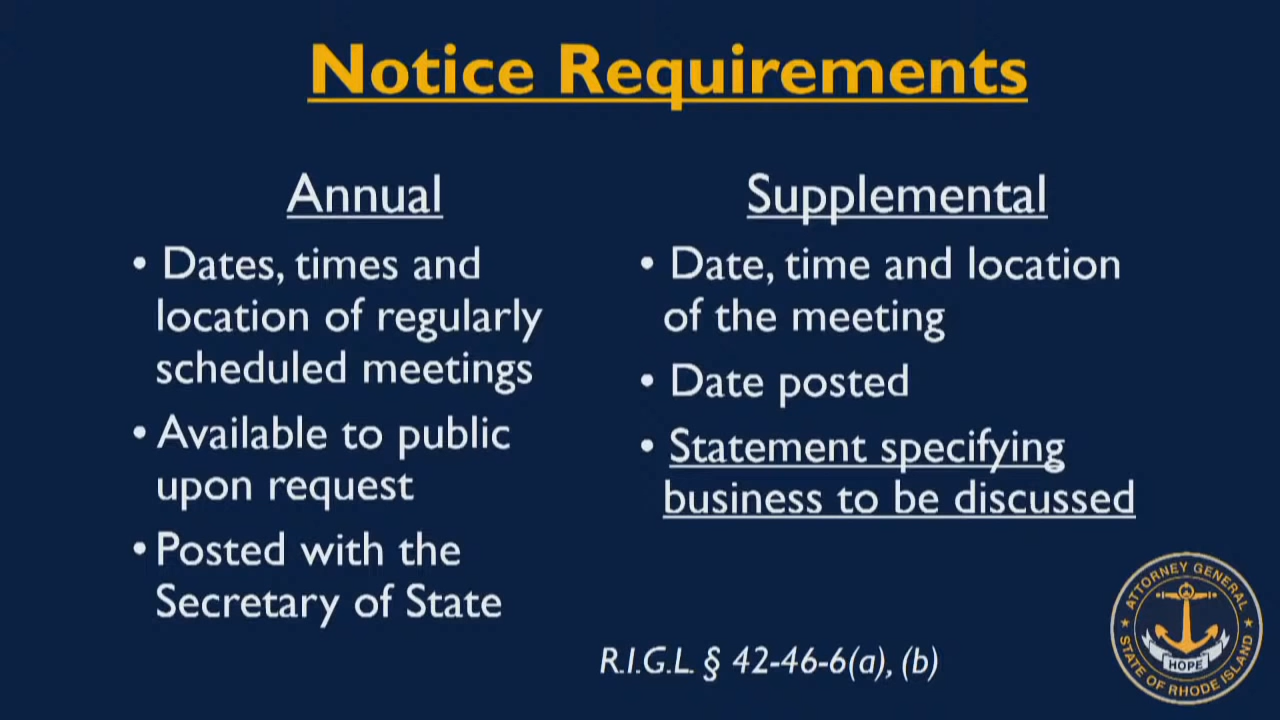 Notice Requirements
Annual
• Dates, times and
location of regularly
scheduled meetings
• Available to public
upon request
• Posted with the
Secretary of State
Supplemental
• Date, time and location
of the meeting
• Date posted
• Statement specifying
business to be discussed
R.I.G.L. § 42-46-6(a), (b)
ATTORNEY GENERAL
HOPE
STATE OF RHODE ISLAND